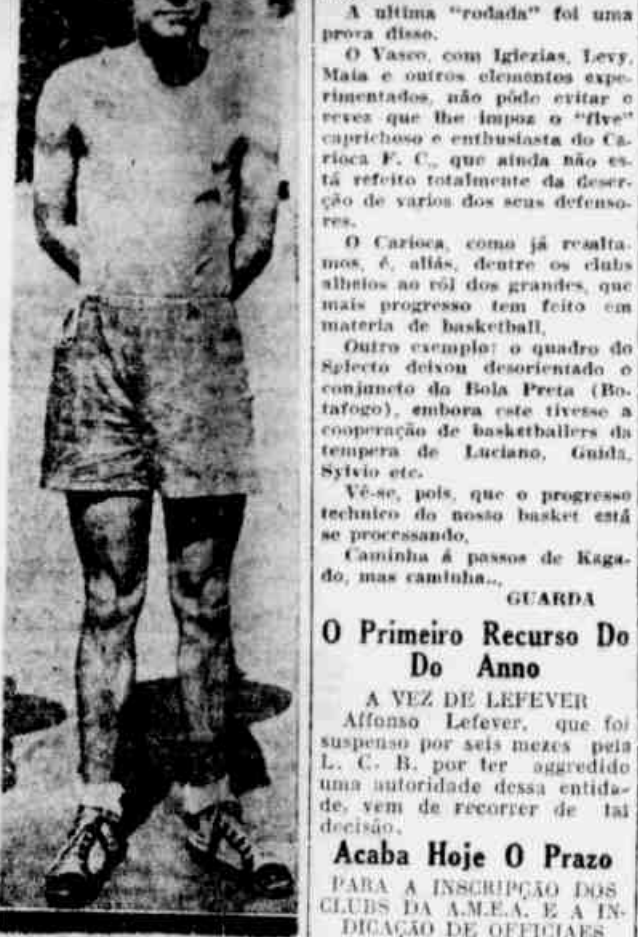 A ultima "rodada" foi uma
prova disso.
O Vasco, com Iglezias, Levy,
Maia e outros elementos expe-
rimentados, não póde evitar o
revez que lhe impoz o "five"
caprichoso e enthusiasta do Ca-
rioca F. C., que ainda não es-
tá refeito totalmente da deser-
ção de varios dos seus defenso-
res.
O Carioca, como já resalta-
mos, é, aliás, dentre os clubs
alheios ao ról dos grandes, que
mais progresso tem feito em
materia de basketball.
Outro exemplo: o quadro do
Splecto deixou desorientado o
conjuncto do Bola Preta (Bo-
tafogo), embora este tivesse a
cooperação de basketballers da
tempera de Luciano, Guida,
Sylvio etc.
Vê-se, pois, que o progresso
technico do nosso basket está
se processando.
Caminha á passos de Kaga-
do, mas caminha...
GUARDA
O Primeiro Recurso Do
Do Anno
A VEZ DE LEFEVER
Affonso Lefever, que foi
suspenso por seis mezes pela
L. C. B. por ter aggredido
uma autoridade dessa entida-
de, vem de recorrer de tal
decisão.
Acaba Hoje O Prazo
PARA A INSCRIPÇÃO DOS
CLUBS DA A.M.E.A. E A IN-
DICAÇÃO DE OFFICIAES